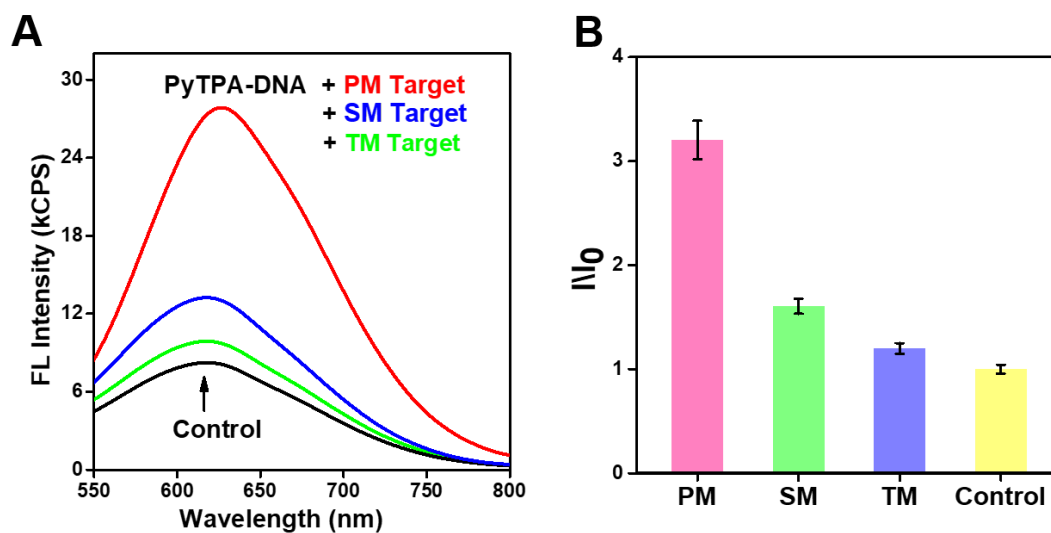 A
PyTPA-DNA + PM Target
+ SM Target
+ TM Target
Control
FL Intensity (kCPS)
30
24
18
12
6
0
550 600 650 700 750 800
Wavelength (nm)
B
I\I0
4
3
2
1
0
PM SM TM Control